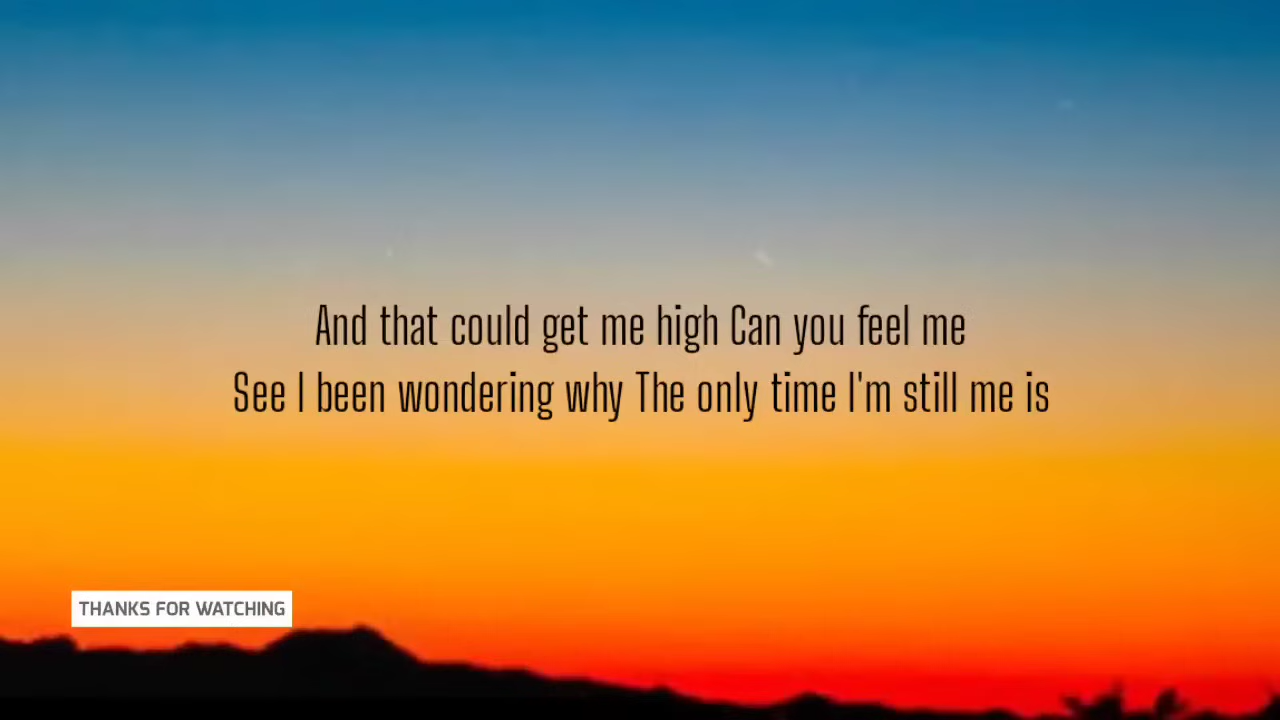 And that could get me high Can you feel me
See I been wondering why The only time I'm still me is
THANKS FOR WATCHING